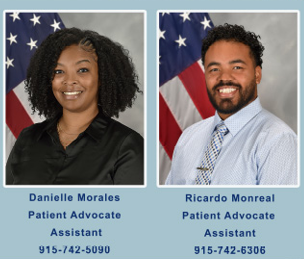 Danielle Morales
Patient Advocate
Assistant
915-742-5090
Ricardo Monreal
Patient Advocate
Assistant
915-742-6306